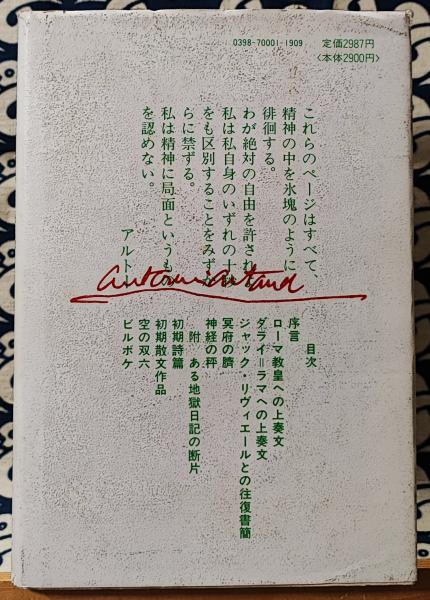 0398-70001-1909
定価2987円
〈本体2900円〉
これらのページはすべて、
精神の中を氷塊のように
徘徊する。
わが絶対の自由を許され
私は私自身のいずれの
をも区別することをみずか
らに禁ずる。
私は精神に局面というもの
を認めない。
アルトー
Antonin Artaud
目次
序言
ローマ教皇への上奏文
ダライ=ラマへの上奏文
ジャック・リヴィエールとの往復書簡
冥府の臍
神経の秤
附 ある地獄日記の断片
初期詩篇
初期散文作品
空の双六
ビルボケ